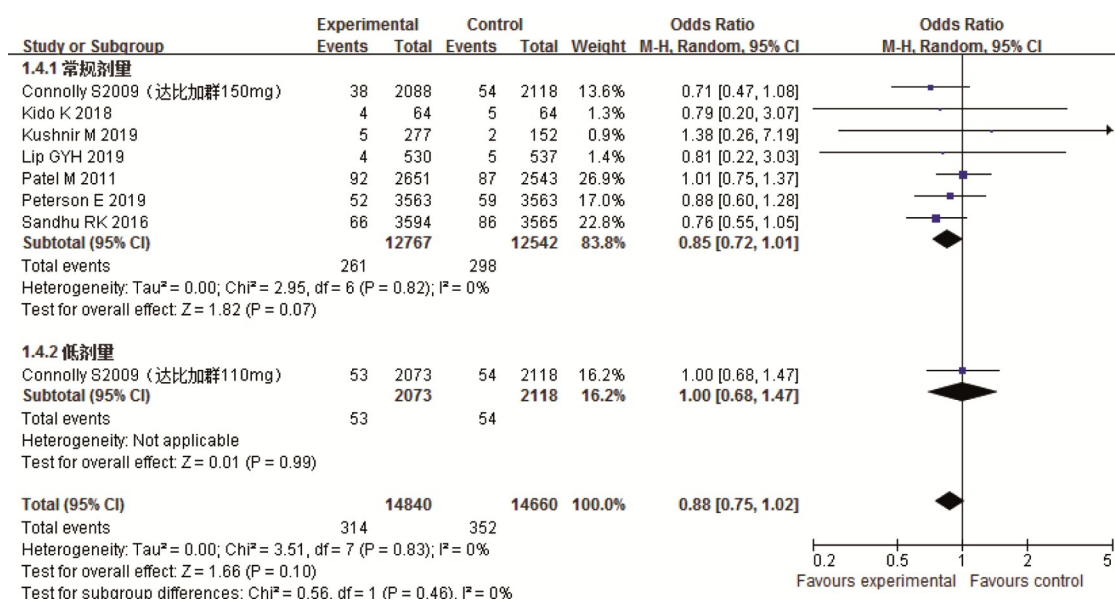 Experimental Control Odds Ratio Odds Ratio
Study or Subgroup Events Total Events Total Weight M-H, Random, 95% CI M-H, Random, 95% CI
1.4.1 常规剂量
Connolly S2009（达比加群150mg） 38 2088 54 2118 13.6% 0.71 [0.47, 1.08]
Kido K 2018 4 64 5 64 1.3% 0.79 [0.20, 3.07]
Kushnir M 2019 5 277 2 152 0.9% 1.38 [0.26, 7.19]
Lip GYH 2019 4 530 5 537 1.4% 0.81 [0.22, 3.03]
Patel M 2011 92 2651 87 2543 26.9% 1.01 [0.75, 1.37]
Peterson E 2019 52 3563 59 3563 17.0% 0.88 [0.60, 1.28]
Sandhu RK 2016 66 3594 86 3565 22.8% 0.76 [0.55, 1.05]
Subtotal (95% CI) 12767 12542 83.8% 0.85 [0.72, 1.01]
Total events 261 298
Heterogeneity: Tau² = 0.00; Chi² = 2.95, df = 6 (P = 0.82); I² = 0%
Test for overall effect: Z = 1.82 (P = 0.07)
1.4.2 低剂量
Connolly S2009（达比加群110mg） 53 2073 54 2118 16.2% 1.00 [0.68, 1.47]
Subtotal (95% CI) 2073 2118 16.2% 1.00 [0.68, 1.47]
Total events 53 54
Heterogeneity: Not applicable
Test for overall effect: Z = 0.01 (P = 0.99)
Total (95% CI) 14840 14660 100.0% 0.88 [0.75, 1.02]
Total events 314 352
Heterogeneity: Tau² = 0.00; Chi² = 3.51, df = 7 (P = 0.83); I² = 0%
Test for overall effect: Z = 1.66 (P = 0.10)
Test for subgroup differences: Chi² = 0.56, df = 1 (P = 0.46), I² = 0%
0.2 0.5 1 2 5
Favours experimental Favours control